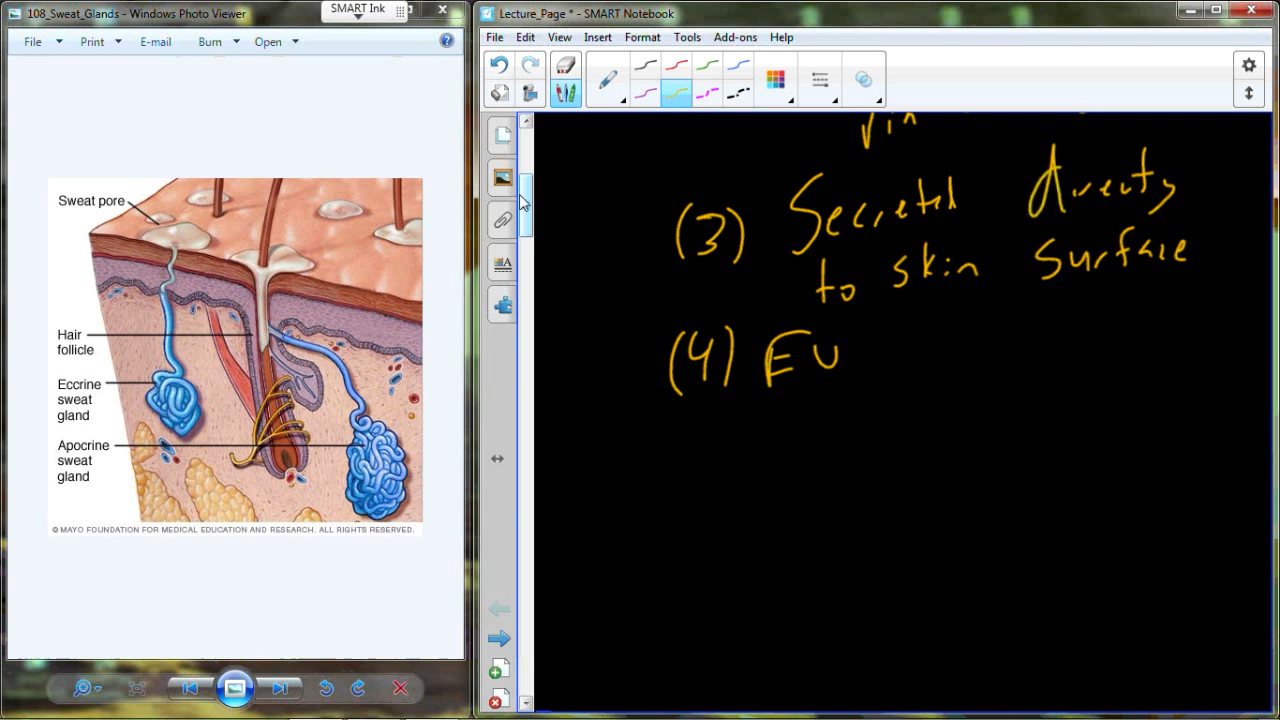 108_Sweat_Glands - Windows Photo Viewer
SMART Ink
File Print E-mail Burn Open
Sweat pore
Hair
follicle
Eccrine
sweat
gland
Apocrine
sweat
gland
© MAYO FOUNDATION FOR MEDICAL EDUCATION AND RESEARCH. ALL RIGHTS RESERVED.
Lecture_Page * - SMART Notebook
File Edit View Insert Format Tools Add-ons Help
(3) Secreted directly
to skin surface
(4) EV